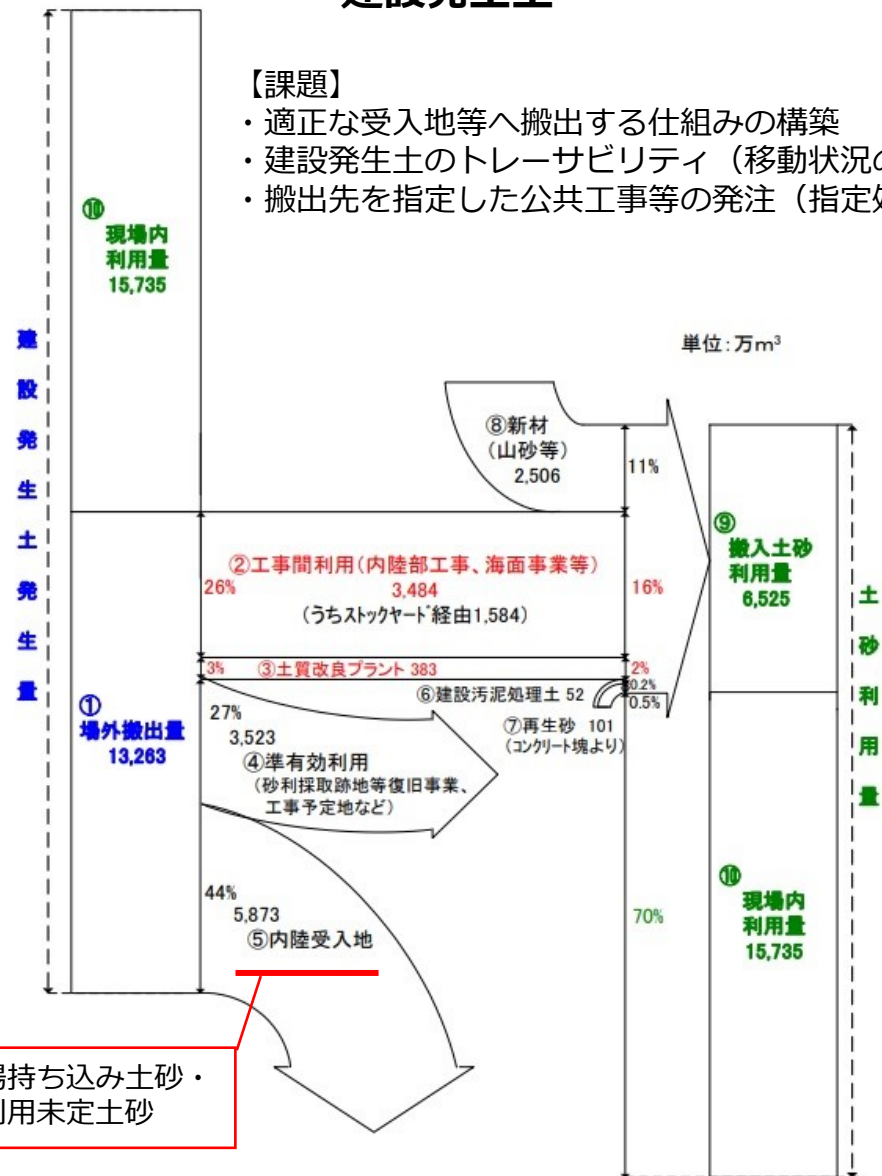 建設発生土
【課題】
・適正な受入地等へ搬出する仕組みの構築
・建設発生土のトレーサビリティ（移動状況の
・搬出先を指定した公共工事等の発注（指定処
単位：万m³
建設発生土発生量
⑩
現場内
利用量
15,735
①
場外搬出量
13,263
⑧新材
（山砂等）
2,506
11%
②工事間利用（内陸部工事、海面事業等）
26%
3,484
16%
（うちストックヤード経由1,584）
3%
③土質改良プラント 383
2%
⑥建設汚泥処理土 52
0.2%
⑦再生砂 101
0.5%
（コンクリート塊より）
27%
3,523
④準有効利用
（砂利採取跡地等復旧事業、
工事予定地など）
44%
5,873
⑤内陸受入地
70%
⑨
搬入土砂
利用量
6,525
⑩
現場内
利用量
15,735
土砂利用量
場持ち込み土砂・
利用未定土砂